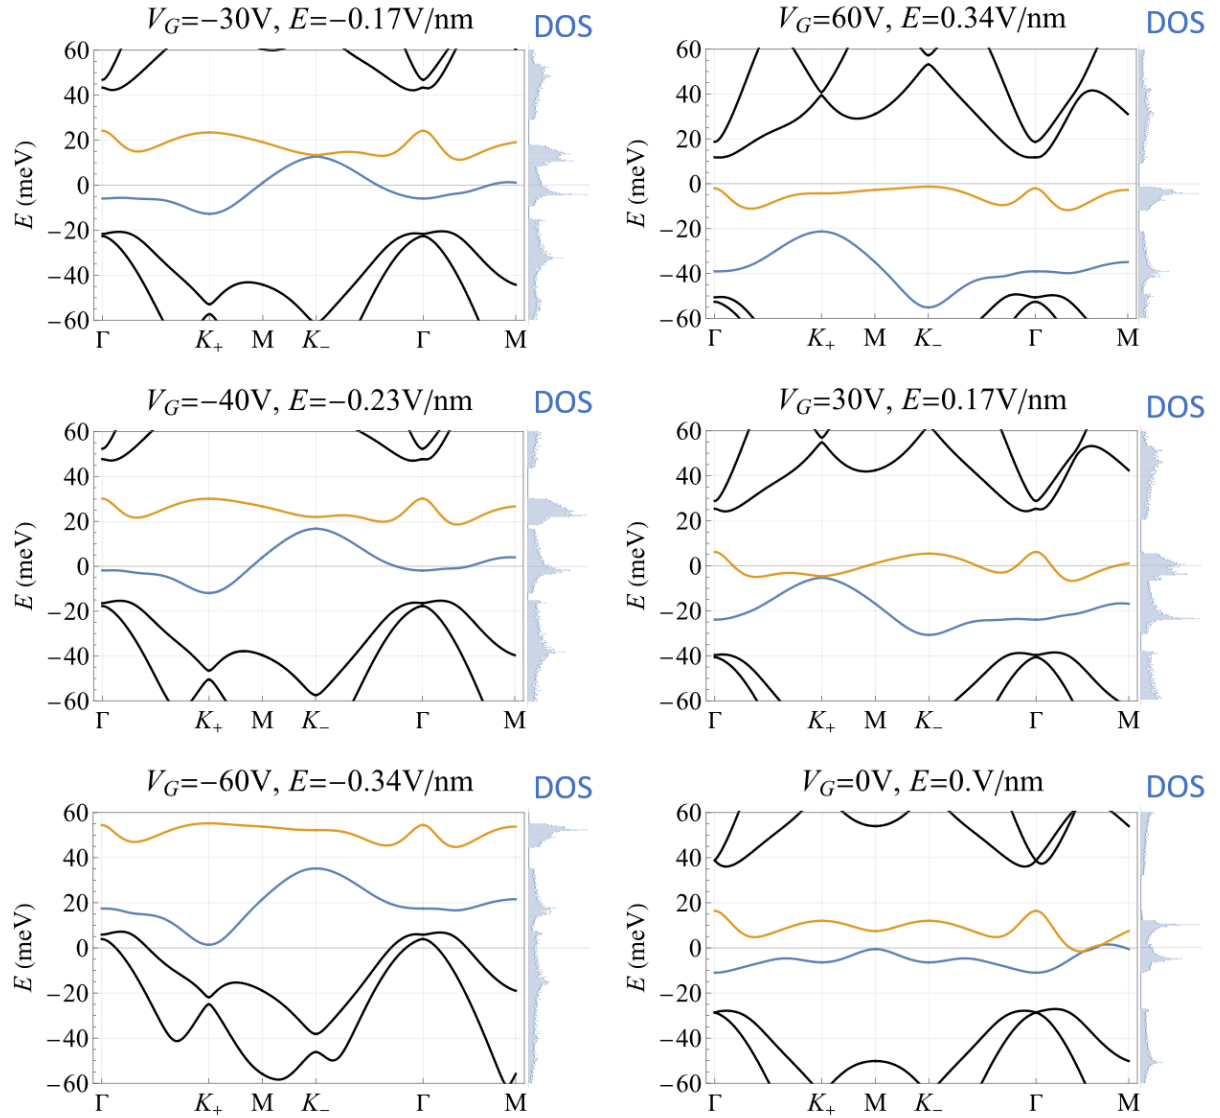 V_G=−30V, E=−0.17V/nm DOS
60
40
20
0
−20
−40
−60
E (meV)
Γ K₊ M K₋ Γ M
V_G=60V, E=0.34V/nm DOS
60
40
20
0
−20
−40
−60
E (meV)
Γ K₊ M K₋ Γ M
V_G=−40V, E=−0.23V/nm DOS
60
40
20
0
−20
−40
−60
E (meV)
Γ K₊ M K₋ Γ M
V_G=30V, E=0.17V/nm DOS
60
40
20
0
−20
−40
−60
E (meV)
Γ K₊ M K₋ Γ M
V_G=−60V, E=−0.34V/nm DOS
60
40
20
0
−20
−40
−60
E (meV)
Γ K₊ M K₋ Γ M
V_G=0V, E=0.V/nm DOS
60
40
20
0
−20
−40
−60
E (meV)
Γ K₊ M K₋ Γ M